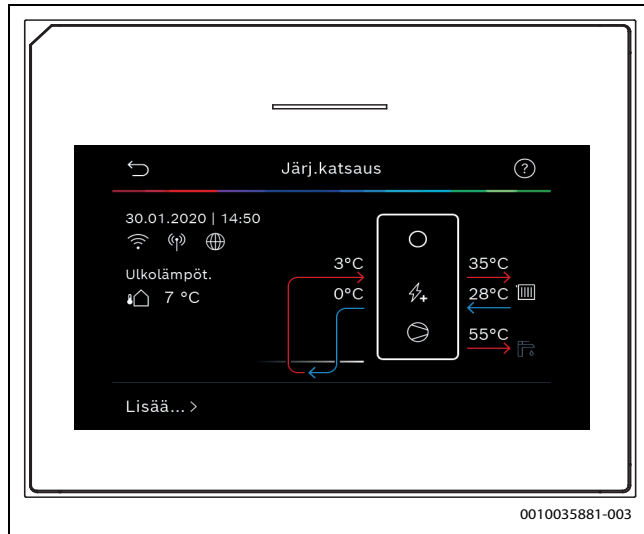 Järj.katsaus
?
30.01.2020 | 14:50
Ulkolämpöt.
7 °C
3°C
0°C
35°C
28°C
55°C
Lisää... >
0010035881-003